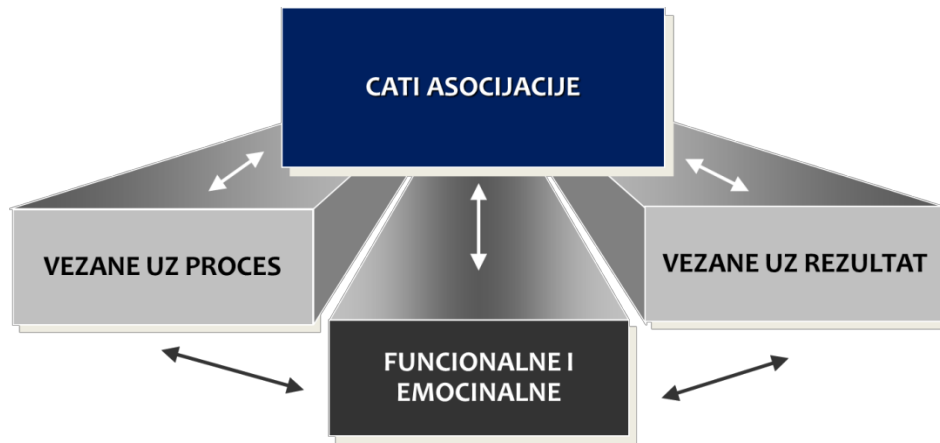 CATI ASOCIJACIJE
VEZANE UZ PROCES
VEZANE UZ REZULTAT
FUNCIONALNE I
EMOCINALNE